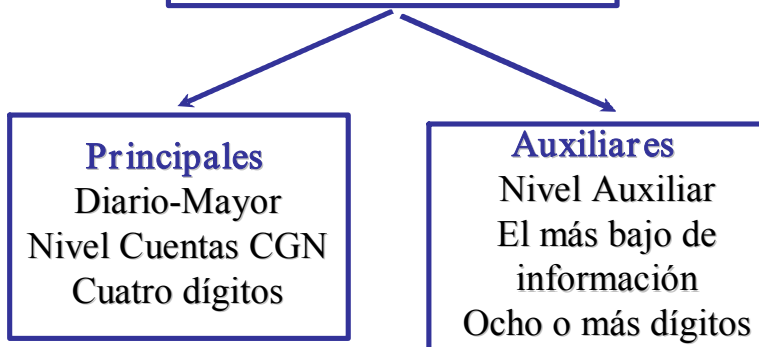 Principales
Diario-Mayor
Nivel Cuentas CGN
Cuatro dígitos
Auxiliares
Nivel Auxiliar
El más bajo de
información
Ocho o más dígitos